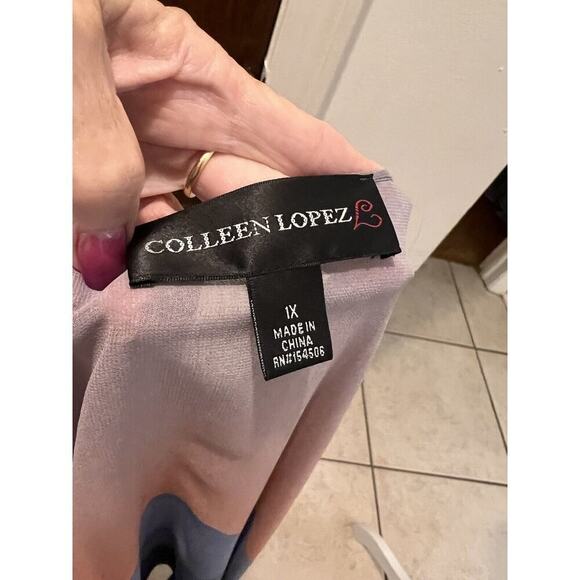 COLLEEN LOPEZ L
1X
MADE IN
CHINA
RN#154506